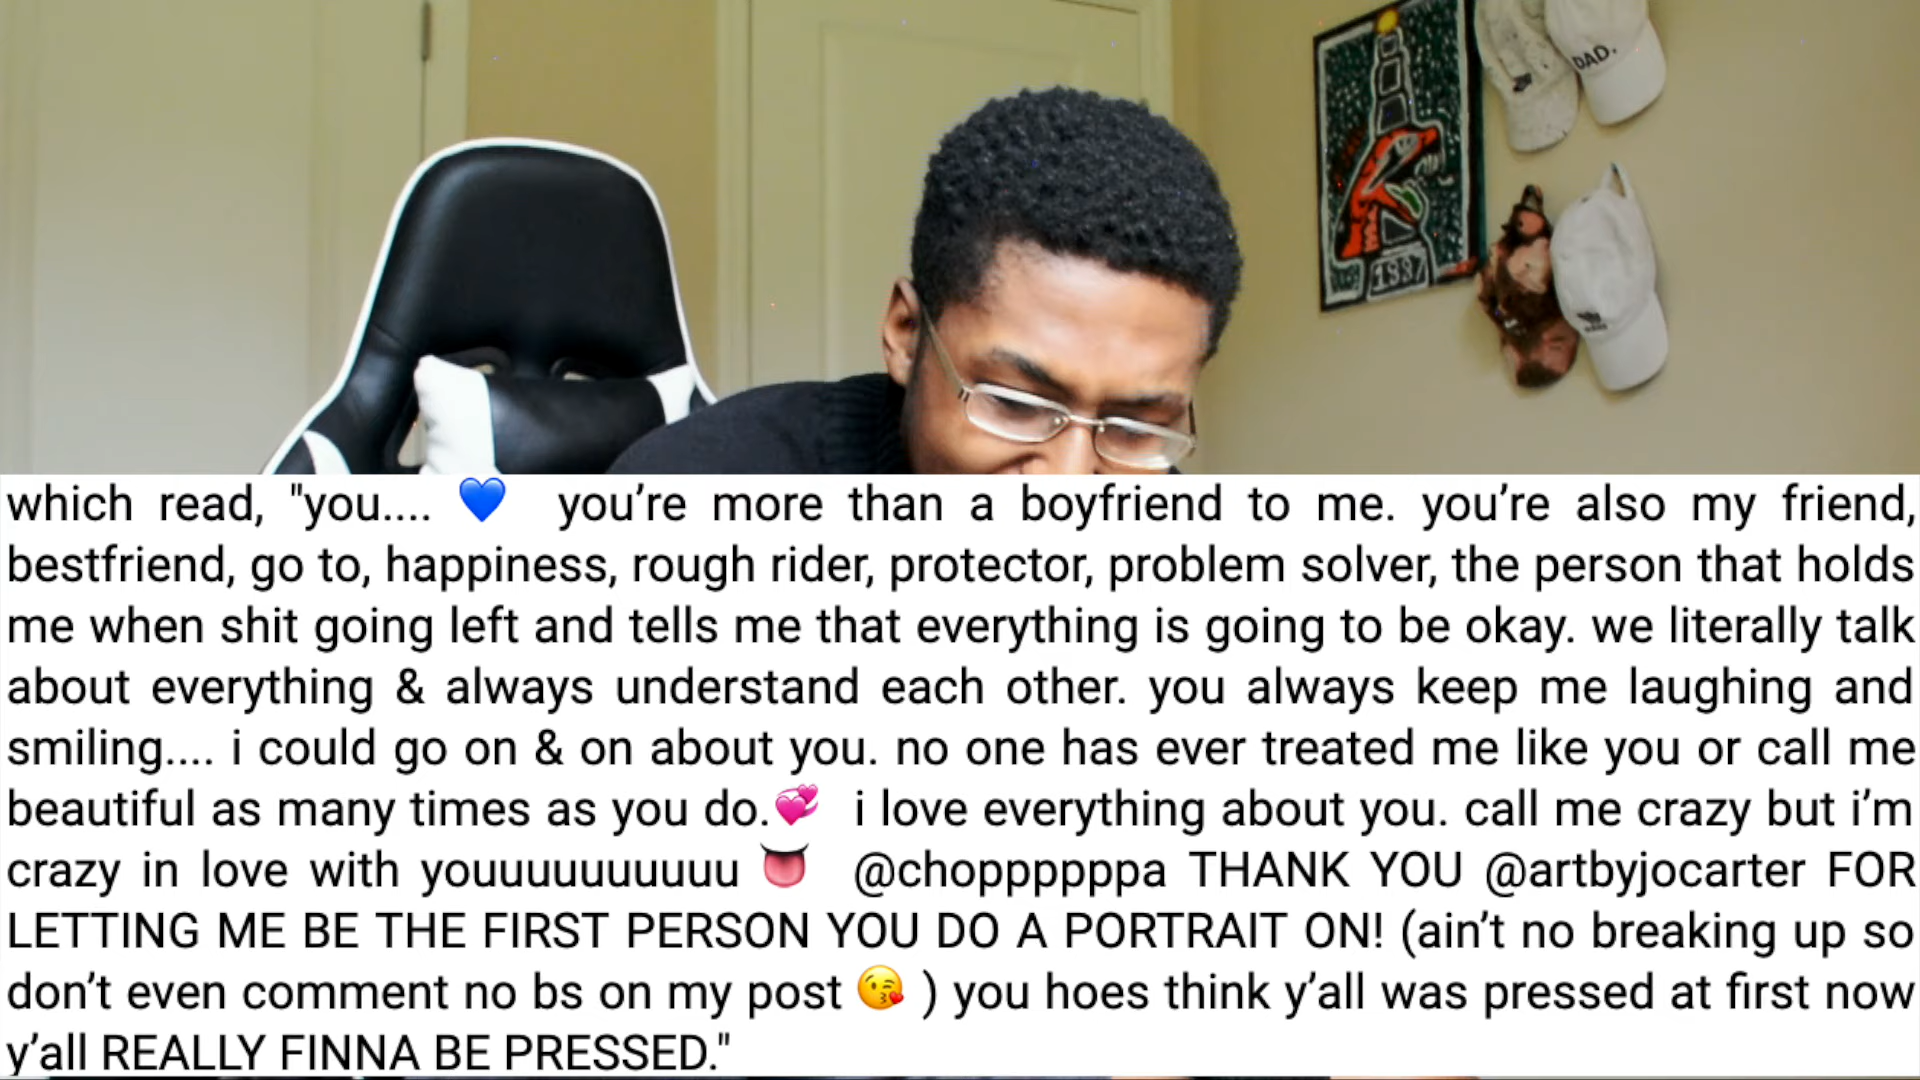 DAD.
1997
which read, "you.... 💙 you’re more than a boyfriend to me. you’re also my friend,
bestfriend, go to, happiness, rough rider, protector, problem solver, the person that holds
me when shit going left and tells me that everything is going to be okay. we literally talk
about everything & always understand each other. you always keep me laughing and
smiling.... i could go on & on about you. no one has ever treated me like you or call me
beautiful as many times as you do.💞 i love everything about you. call me crazy but i’m
crazy in love with youuuuuuuuuu 👅 @choppppppa THANK YOU @artbyjocarter FOR
LETTING ME BE THE FIRST PERSON YOU DO A PORTRAIT ON! (ain’t no breaking up so
don’t even comment no bs on my post 😘 ) you hoes think y’all was pressed at first now
y’all REALLY FINNA BE PRESSED."